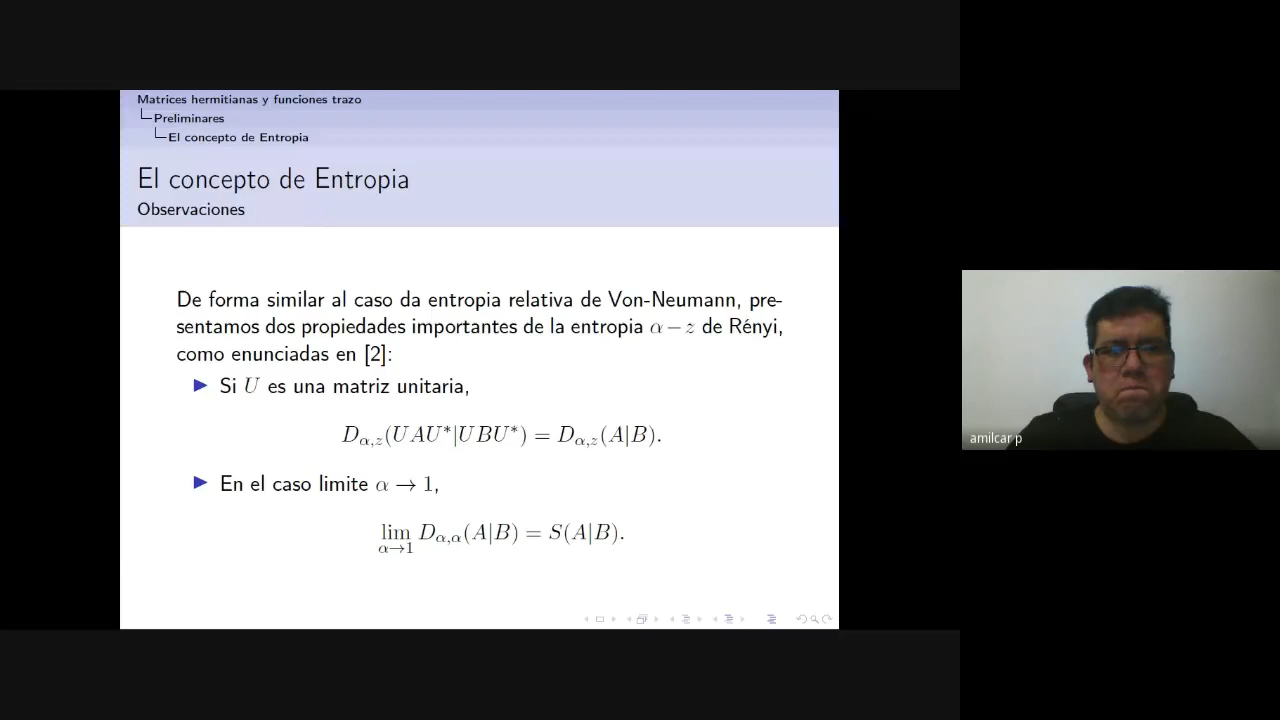 Matrices hermitianas y funciones trazo
Preliminares
El concepto de Entropia
El concepto de Entropia
Observaciones
De forma similar al caso da entropia relativa de Von-Neumann, pre-
sentamos dos propiedades importantes de la entropia α − z de Rényi,
como enunciadas en [2]:
Si U es una matriz unitaria,
D_{α,z}(UAU*|UBU*) = D_{α,z}(A|B).
En el caso limite α → 1,
lim_{α→1} D_{α,α}(A|B) = S(A|B).
amilcar p